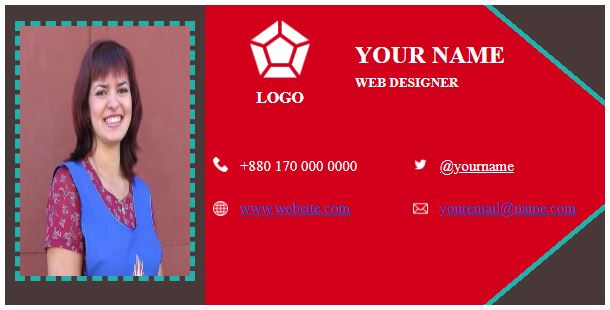 YOUR NAME
WEB DESIGNER
LOGO
+880 170 000 0000
@yourname
www.website.com
youremail@name.com